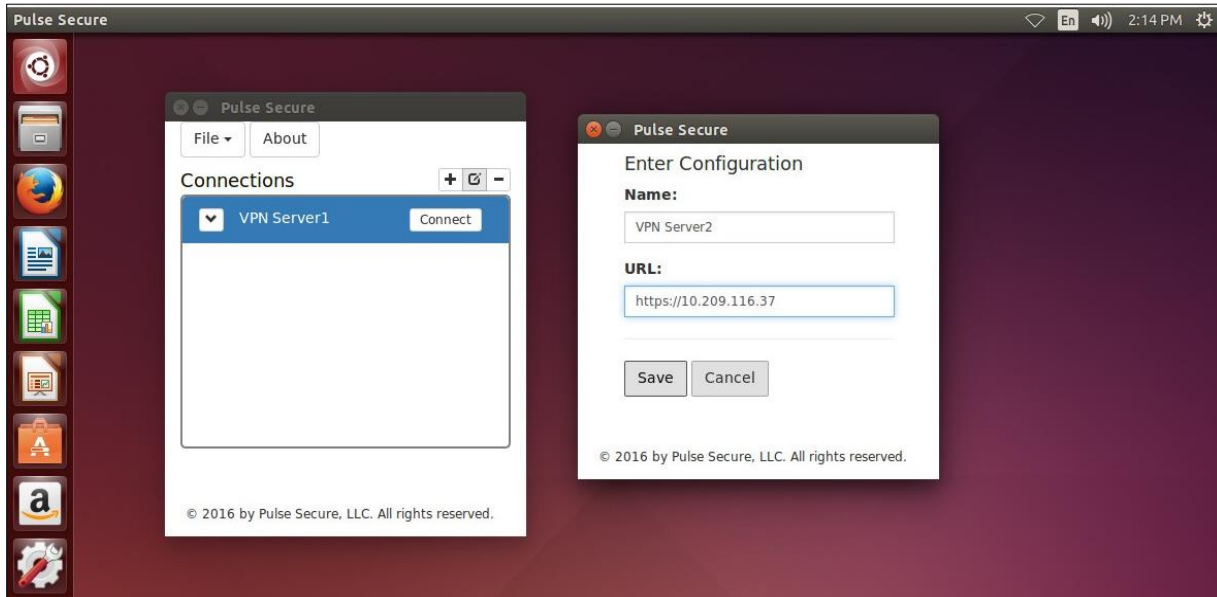 Pulse Secure
En
2:14 PM
Pulse Secure
File
About
Connections
VPN Server1
Connect
© 2016 by Pulse Secure, LLC. All rights reserved.
Pulse Secure
Enter Configuration
Name:
VPN Server2
URL:
https://10.209.116.37
Save
Cancel
© 2016 by Pulse Secure, LLC. All rights reserved.
A
a